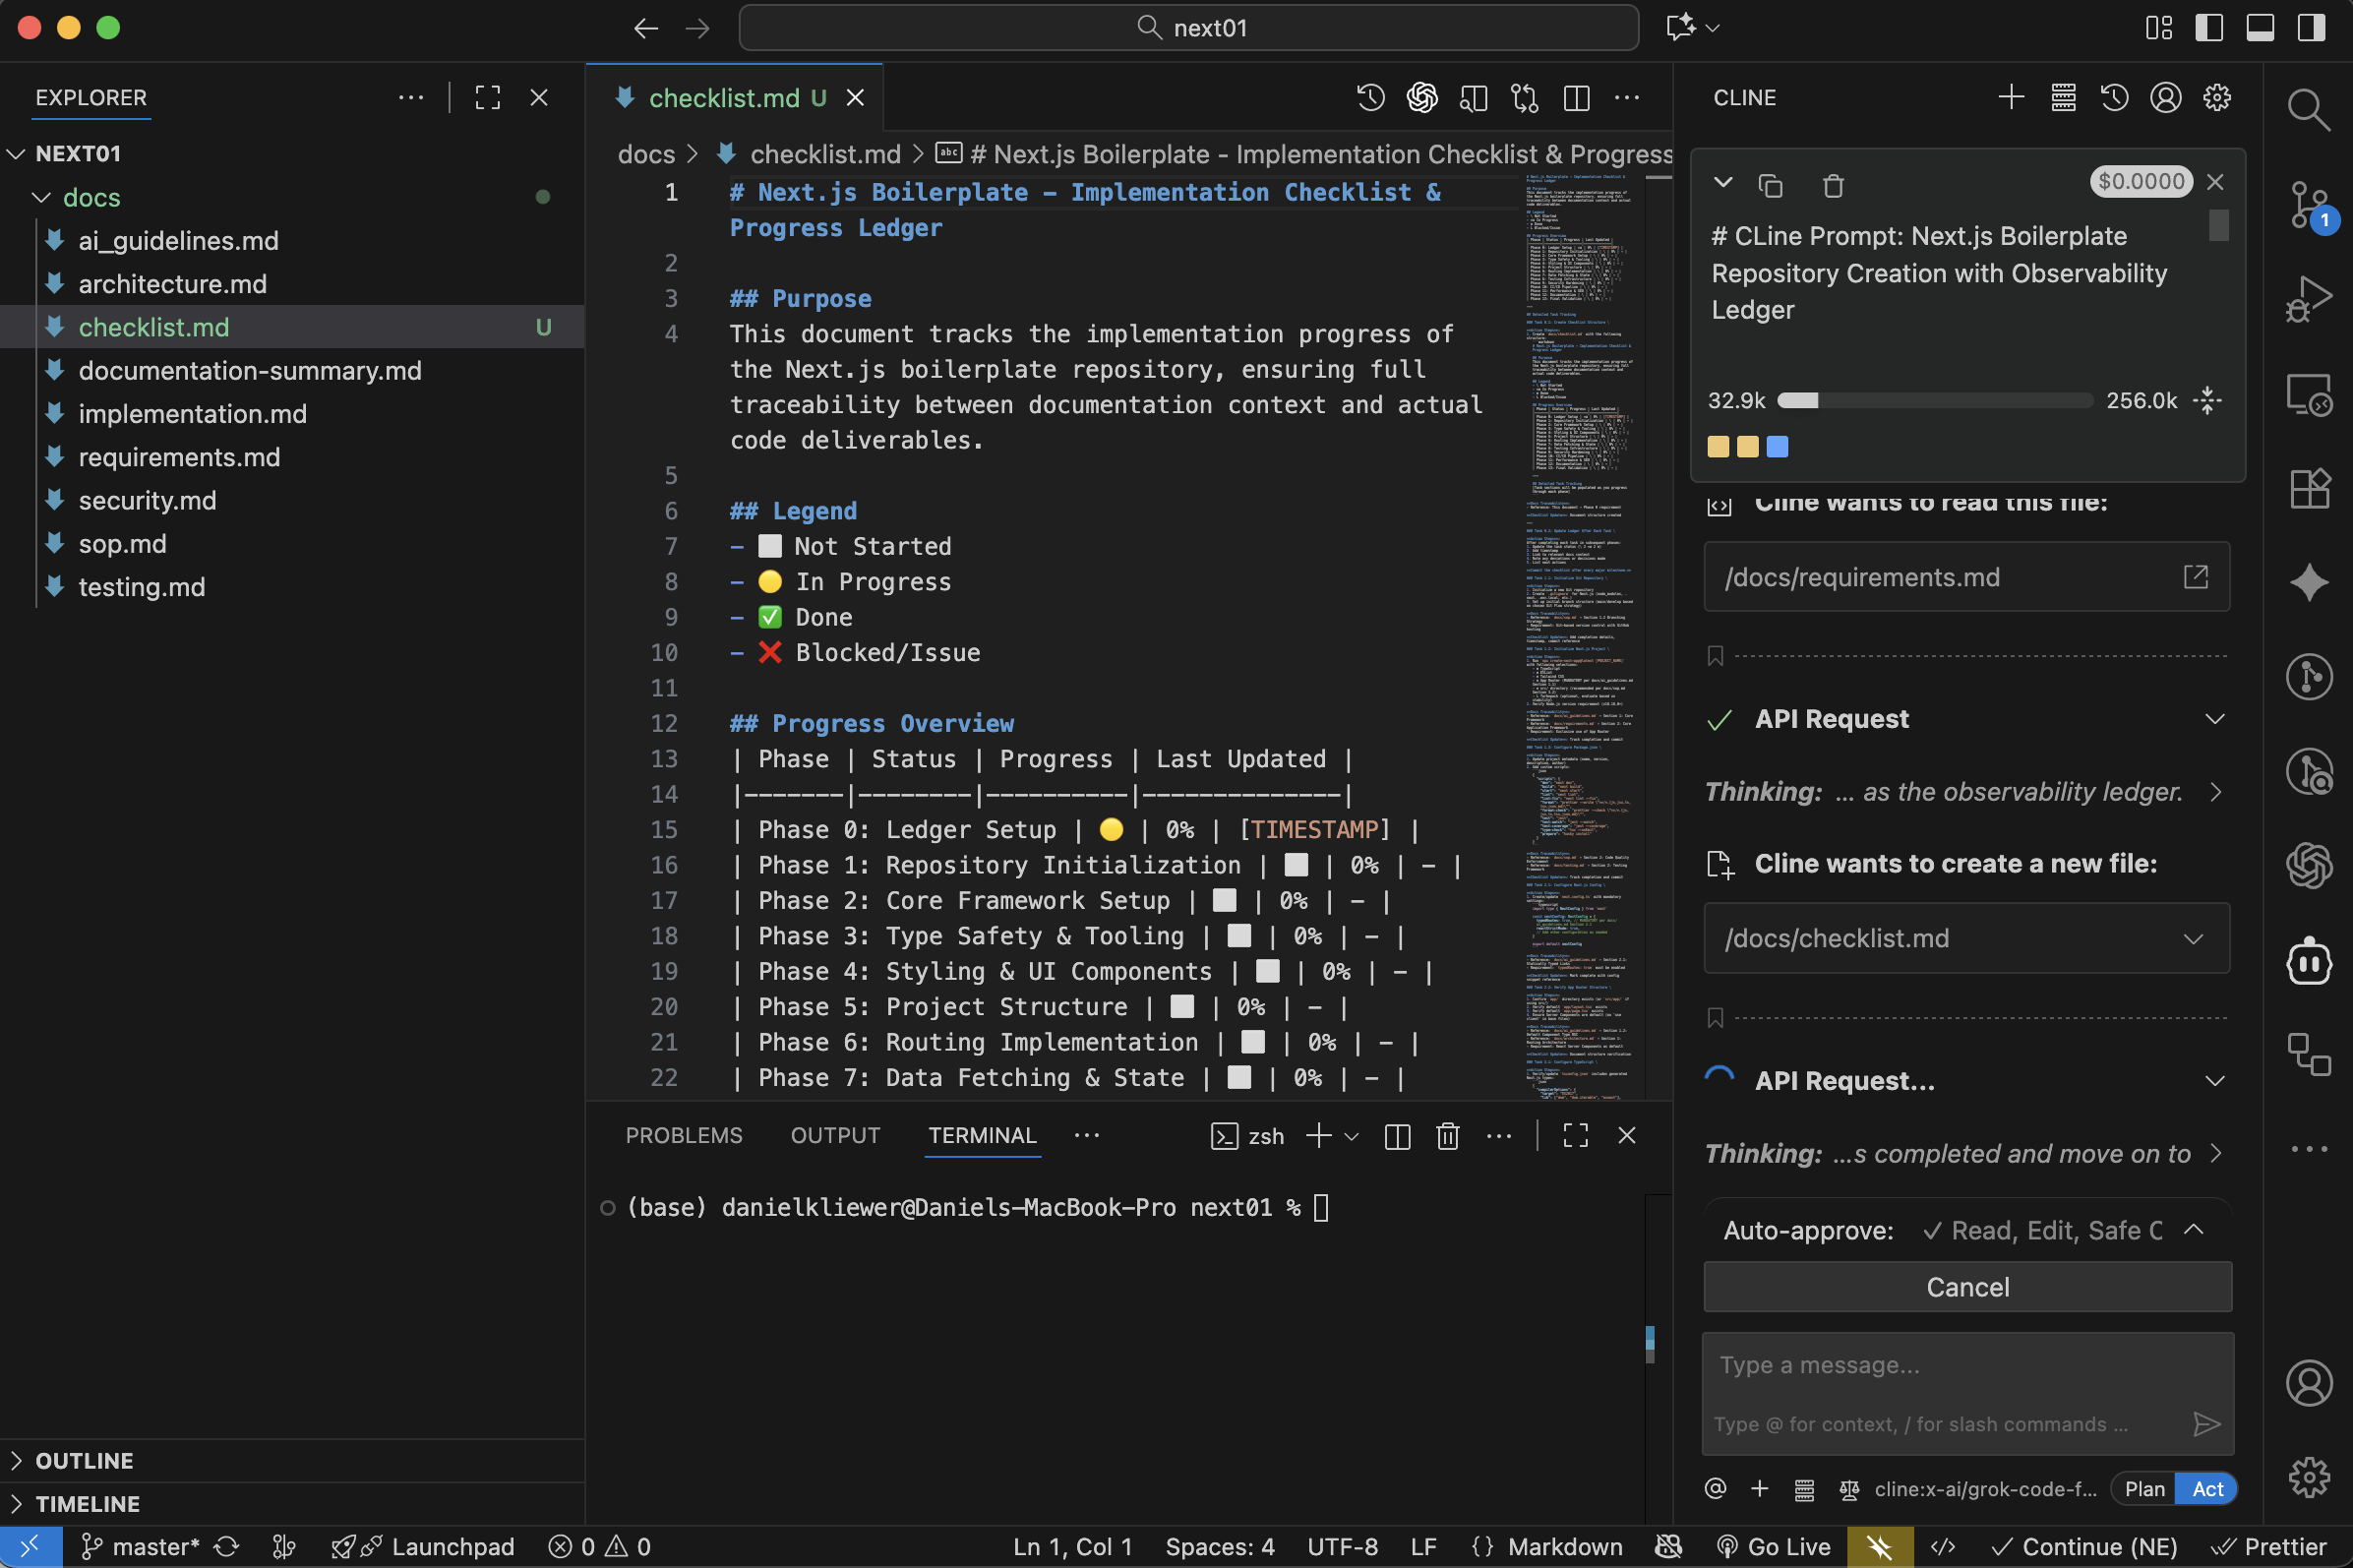 next01
EXPLORER
NEXT01
docs
ai_guidelines.md
architecture.md
checklist.md U
documentation-summary.md
implementation.md
requirements.md
security.md
sop.md
testing.md
OUTLINE
TIMELINE
checklist.md U
docs > checklist.md > # Next.js Boilerplate - Implementation Checklist & Progress
1 # Next.js Boilerplate - Implementation Checklist &
Progress Ledger
2
3 ## Purpose
4 This document tracks the implementation progress of
the Next.js boilerplate repository, ensuring full
traceability between documentation context and actual
code deliverables.
5
6 ## Legend
7 - ⬜ Not Started
8 - 🟡 In Progress
9 - ✅ Done
10 - ❌ Blocked/Issue
11
12 ## Progress Overview
13 | Phase | Status | Progress | Last Updated |
14 |-------|--------|----------|--------------|
15 | Phase 0: Ledger Setup | 🟡 | 0% | [TIMESTAMP] |
16 | Phase 1: Repository Initialization | ⬜ | 0% | - |
17 | Phase 2: Core Framework Setup | ⬜ | 0% | - |
18 | Phase 3: Type Safety & Tooling | ⬜ | 0% | - |
19 | Phase 4: Styling & UI Components | ⬜ | 0% | - |
20 | Phase 5: Project Structure | ⬜ | 0% | - |
21 | Phase 6: Routing Implementation | ⬜ | 0% | - |
22 | Phase 7: Data Fetching & State | ⬜ | 0% | - |
PROBLEMS OUTPUT TERMINAL ... zsh
(base) danielkliewer@Daniels-MacBook-Pro next01 %
CLINE
$0.0000
# CLine Prompt: Next.js Boilerplate
Repository Creation with Observability
Ledger
32.9k 256.0k
Cline wants to read this file:
/docs/requirements.md
API Request
Thinking: ... as the observability ledger.
Cline wants to create a new file:
/docs/checklist.md
API Request...
Thinking: ...s completed and move on to
Auto-approve: ✓ Read, Edit, Safe C
Cancel
Type a message...
Type @ for context, / for slash commands ...
@ + cline:x-ai/grok-code-f... Plan Act
1
master* Launchpad 0 0 Ln 1, Col 1 Spaces: 4 UTF-8 LF {} Markdown Go Live </> ✓ Continue (NE) Prettier